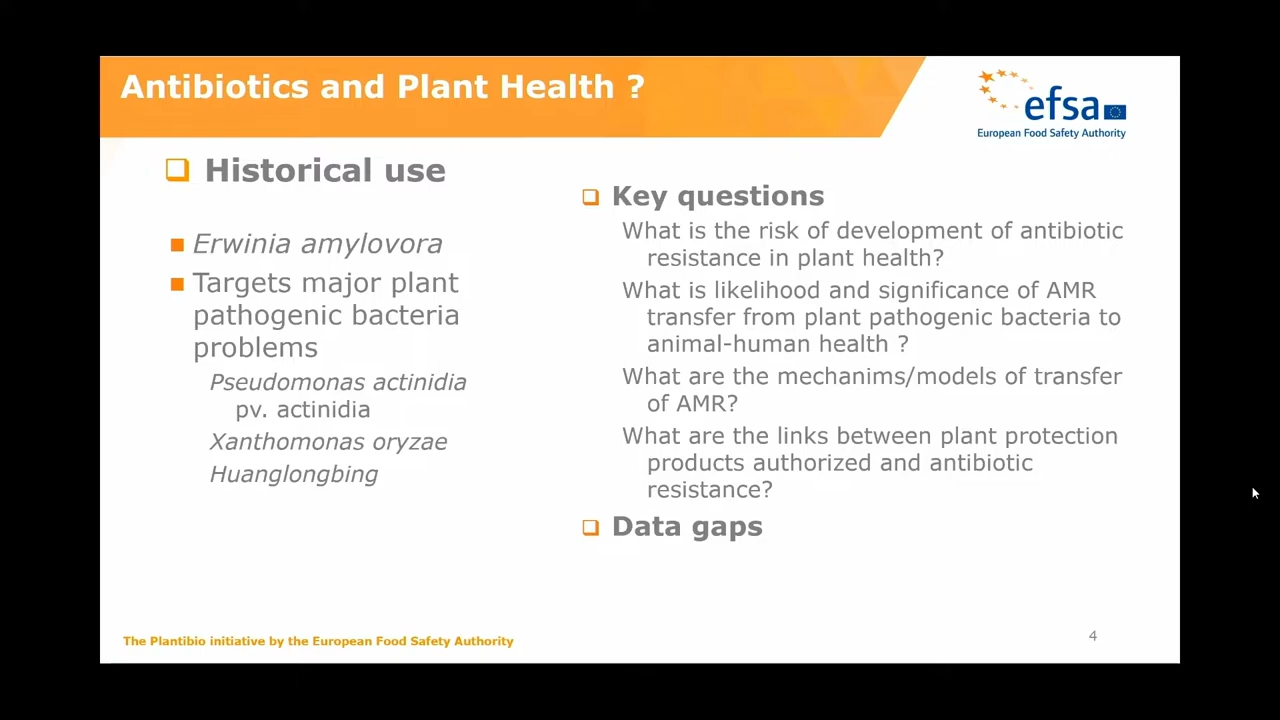 Antibiotics and Plant Health ?
efsa
European Food Safety Authority
Historical use
Erwinia amylovora
Targets major plant
pathogenic bacteria
problems
Pseudomonas actinidia
pv. actinidia
Xanthomonas oryzae
Huanglongbing
Key questions
What is the risk of development of antibiotic
resistance in plant health?
What is likelihood and significance of AMR
transfer from plant pathogenic bacteria to
animal-human health ?
What are the mechanims/models of transfer
of AMR?
What are the links between plant protection
products authorized and antibiotic
resistance?
Data gaps
The Plantibio initiative by the European Food Safety Authority
4